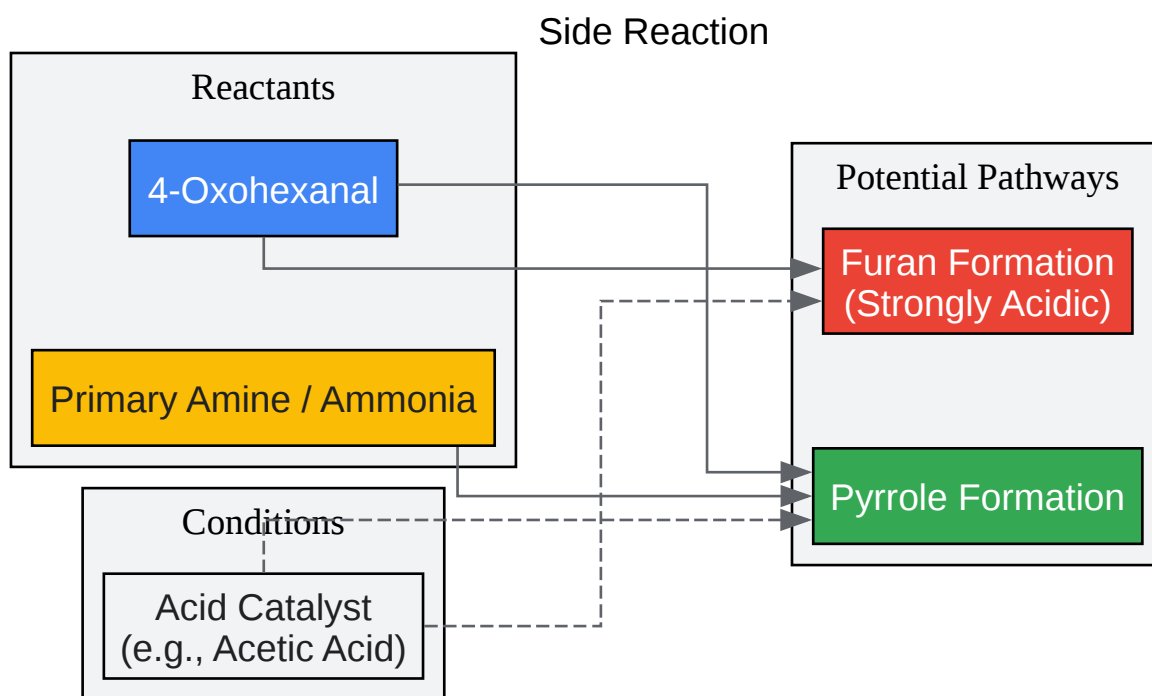 Side Reaction
Reactants
4-Oxohexanal
Primary Amine / Ammonia
Conditions
Acid Catalyst
(e.g., Acetic Acid)
Potential Pathways
Furan Formation
(Strongly Acidic)
Pyrrole Formation